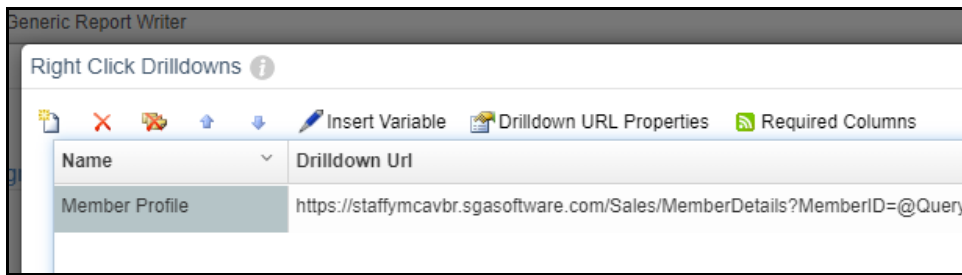 Generic Report Writer
Right Click Drilldowns
Insert Variable Drilldown URL Properties Required Columns
Name Drilldown Url
Member Profile https://staffymcavbr.sgasoftware.com/Sales/MemberDetails?MemberID=@Query